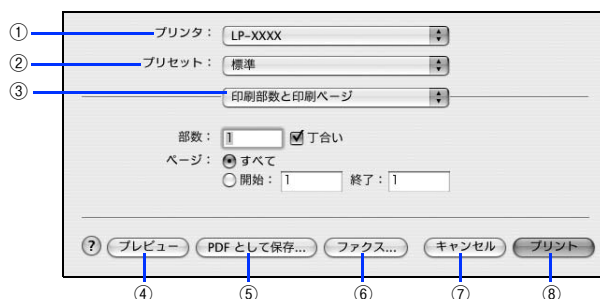 ① プリンタ： LP-XXXX
② プリセット： 標準
③ 印刷部数と印刷ページ
部数： 1 丁合い
ページ： すべて
開始： 1 終了： 1
? プレビュー PDF として保存... ファクス... キャンセル プリント
④ ⑤ ⑥ ⑦ ⑧